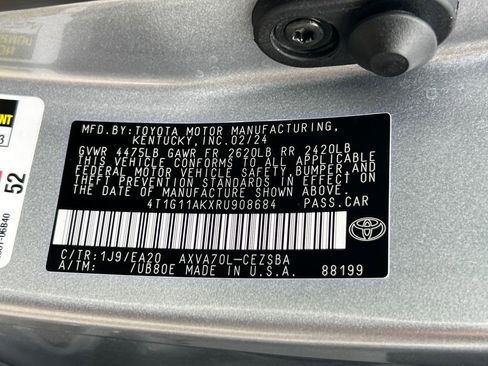 MFD.BY:TOYOTA MOTOR MANUFACTURING,
KENTUCKY,INC.02/24
GVWR 4475LB GAWR FR 2620LB RR 2420LB
THIS VEHICLE CONFORMS TO ALL APPLICABLE
FEDERAL MOTOR VEHICLE SAFETY, BUMPER, AND
THEFT PREVENTION STANDARDS IN EFFECT ON
THE DATE OF MANUFACTURE SHOWN ABOVE.
4T1G11AKXRU908684 PASS.CAR
C/TR:1J9/EA20 AXVA70L-CEZSBA
A/TM: /UB80E MADE IN U.S.A. 88199
52